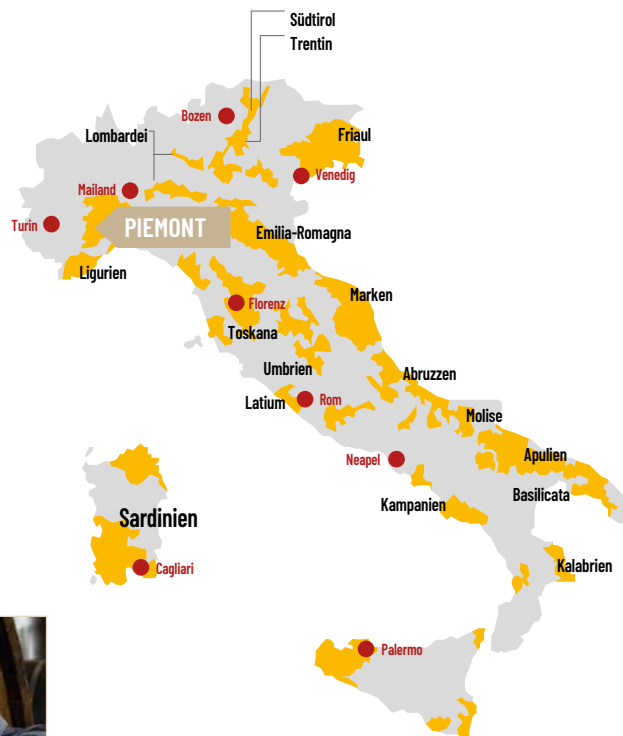 Südtirol
Trentin
Bozen
Lombardei
Friaul
Venedig
Mailand
Turin
PIEMONT
Emilia-Romagna
Ligurien
Marken
Florenz
Toskana
Umbrien
Abruzzen
Latium
Rom
Molise
Neapel
Apulien
Basilicata
Kampanien
Sardinien
Kalabrien
Cagliari
Palermo